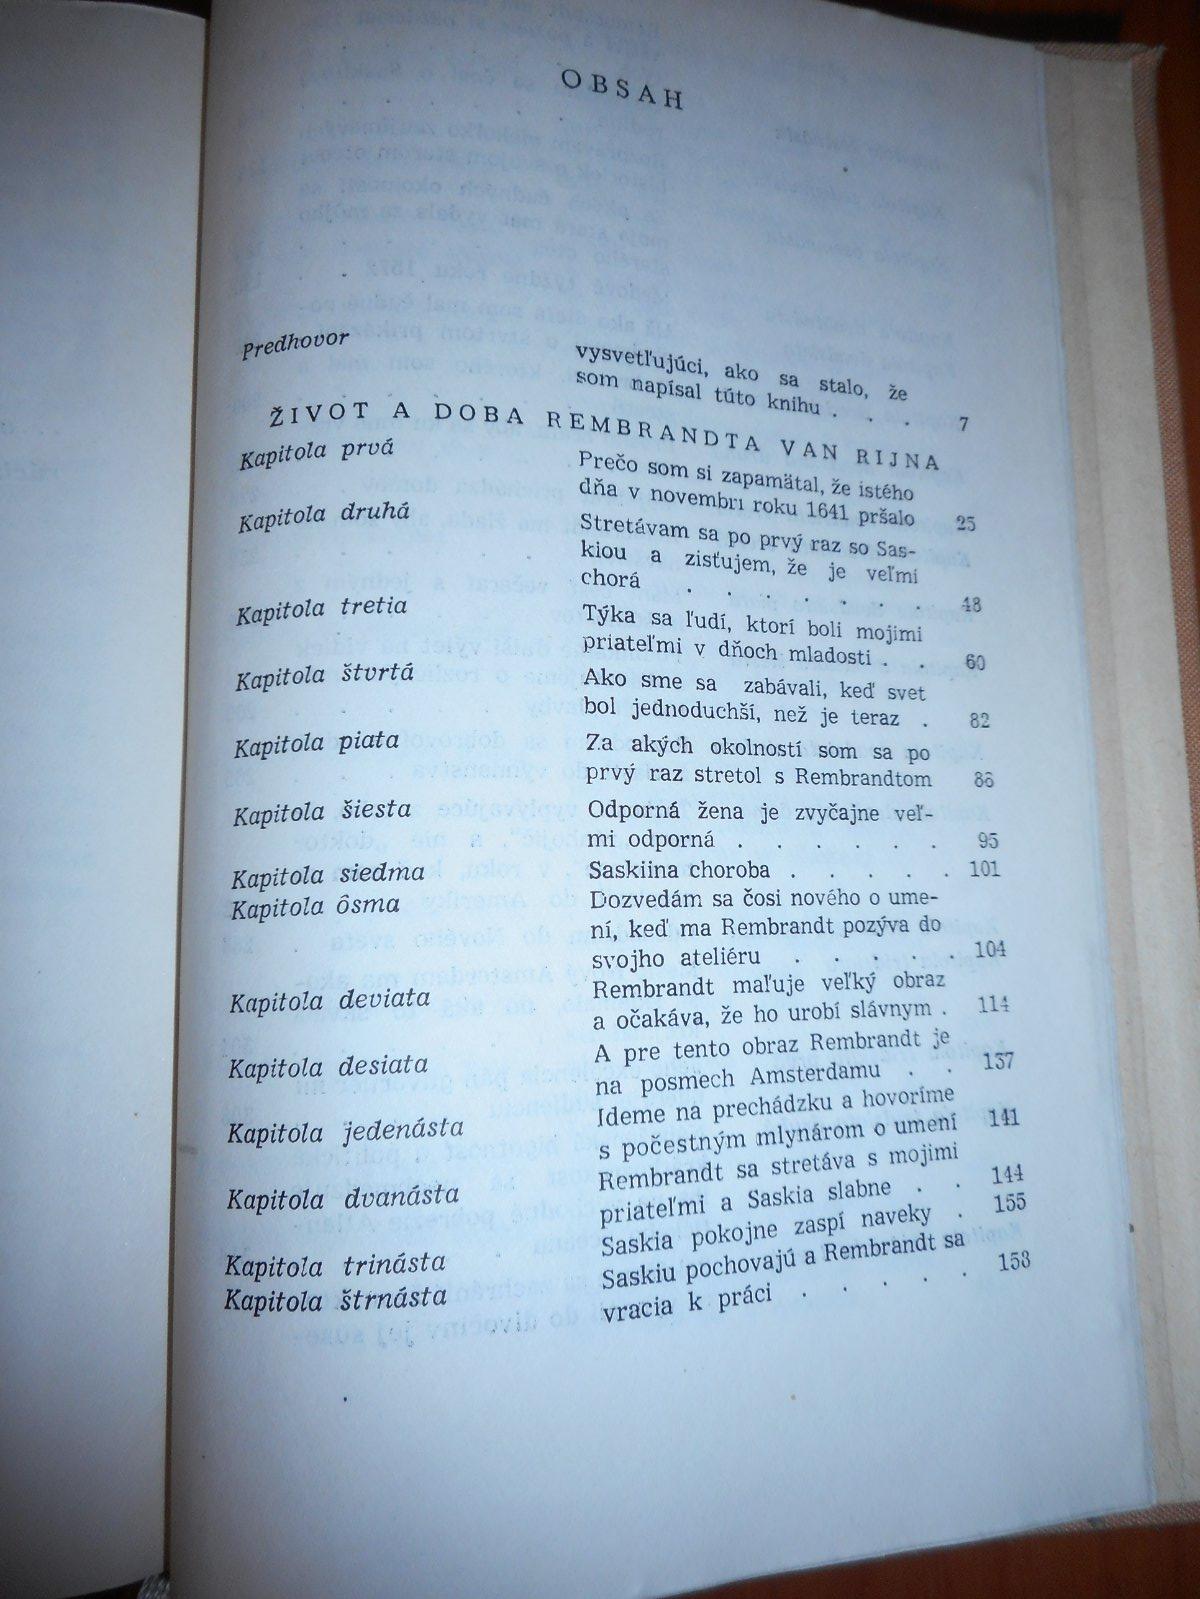 OBSAH
Predhovor vysvetľujúci, ako sa stalo, že
som napísal túto knihu . . . 7
ŽIVOT A DOBA REMBRANDTA VAN RIJNA
Kapitola prvá Prečo som si zapamätal, že istého
dňa v novembri roku 1641 pršalo 25
Kapitola druhá Stretávam sa po prvý raz so Sas-
kiou a zisťujem, že je veľmi
chorá . . . . . . . 48
Kapitola tretia Týka sa ľudí, ktorí boli mojimi
priateľmi v dňoch mladosti . . 60
Kapitola štvrtá Ako sme sa zabávali, keď svet
bol jednoduchší, než je teraz . 82
Kapitola piata Za akých okolností som sa po
prvý raz stretol s Rembrandtom 86
Kapitola šiesta Odporná žena je zvyčajne veľ-
mi odporná . . . . . . 95
Kapitola siedma Saskiina choroba . . . . . 101
Kapitola ôsma Dozvedám sa čosi nového o ume-
ní, keď ma Rembrandt pozýva do
svojho ateliéru . . . . . 104
Kapitola deviata Rembrandt maľuje veľký obraz
a očakáva, že ho urobí slávnym . 114
Kapitola desiata A pre tento obraz Rembrandt je
na posmech Amsterdamu . . 137
Kapitola jedenásta Ideme na prechádzku a hovoríme
s počestným mlynárom o umení 141
Kapitola dvanásta Rembrandt sa stretáva s mojimi
priateľmi a Saskia slabne . . 144
Kapitola trinásta Saskia pokojne zaspí naveky . 155
Kapitola štrnásta Saskiu pochovajú a Rembrandt sa
vracia k práci . . . . . 158